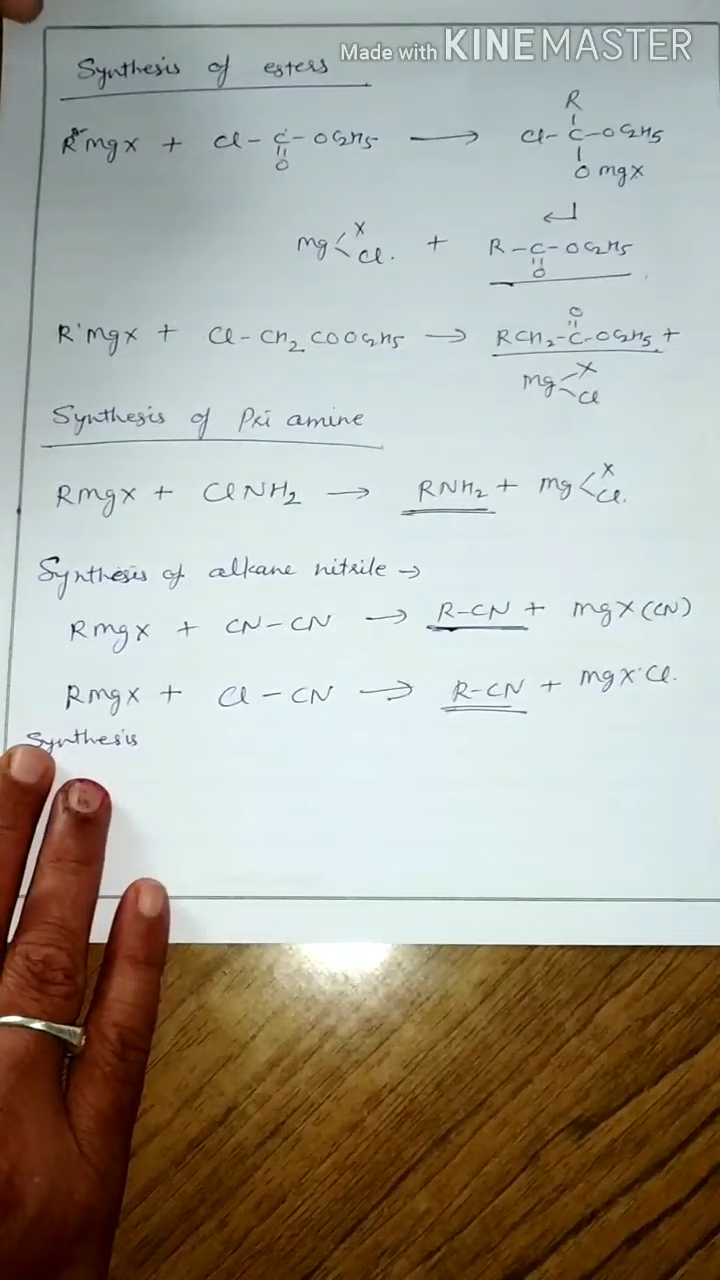 Made with KINEMASTER
Synthesis of esters
RMgX + Cl-C-OC2H5 → Cl-C-OC2H5
O
R
O MgX
↲
Mg< X Cl. + R-C-OC2H5
O
R'MgX + Cl-CH2COOC2H5 → RCH2-C-OC2H5 +
O
Mg< X Cl
Synthesis of Pri amine
RMgX + ClNH2 → RNH2 + Mg< X Cl.
Synthesis of alkane nitrile →
RMgX + CN-CN → R-CN + MgX(CN)
RMgX + Cl-CN → R-CN + MgX·Cl.
Synthesis